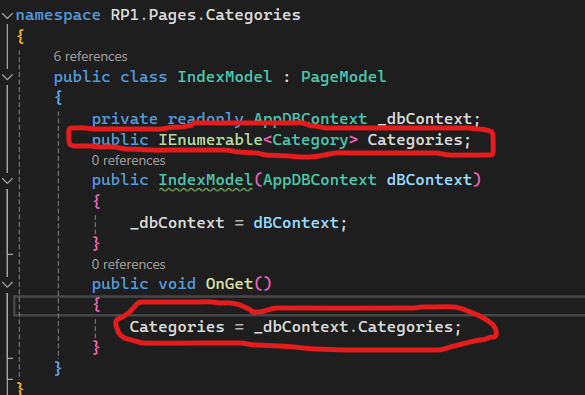 namespace RP1.Pages.Categories
{
6 references
public class IndexModel : PageModel
{
private readonly AppDBContext _dbContext;
public IEnumerable<Category> Categories;
0 references
public IndexModel(AppDBContext dBContext)
{
_dbContext = dBContext;
}
0 references
public void OnGet()
{
Categories = _dbContext.Categories;
}
}
}